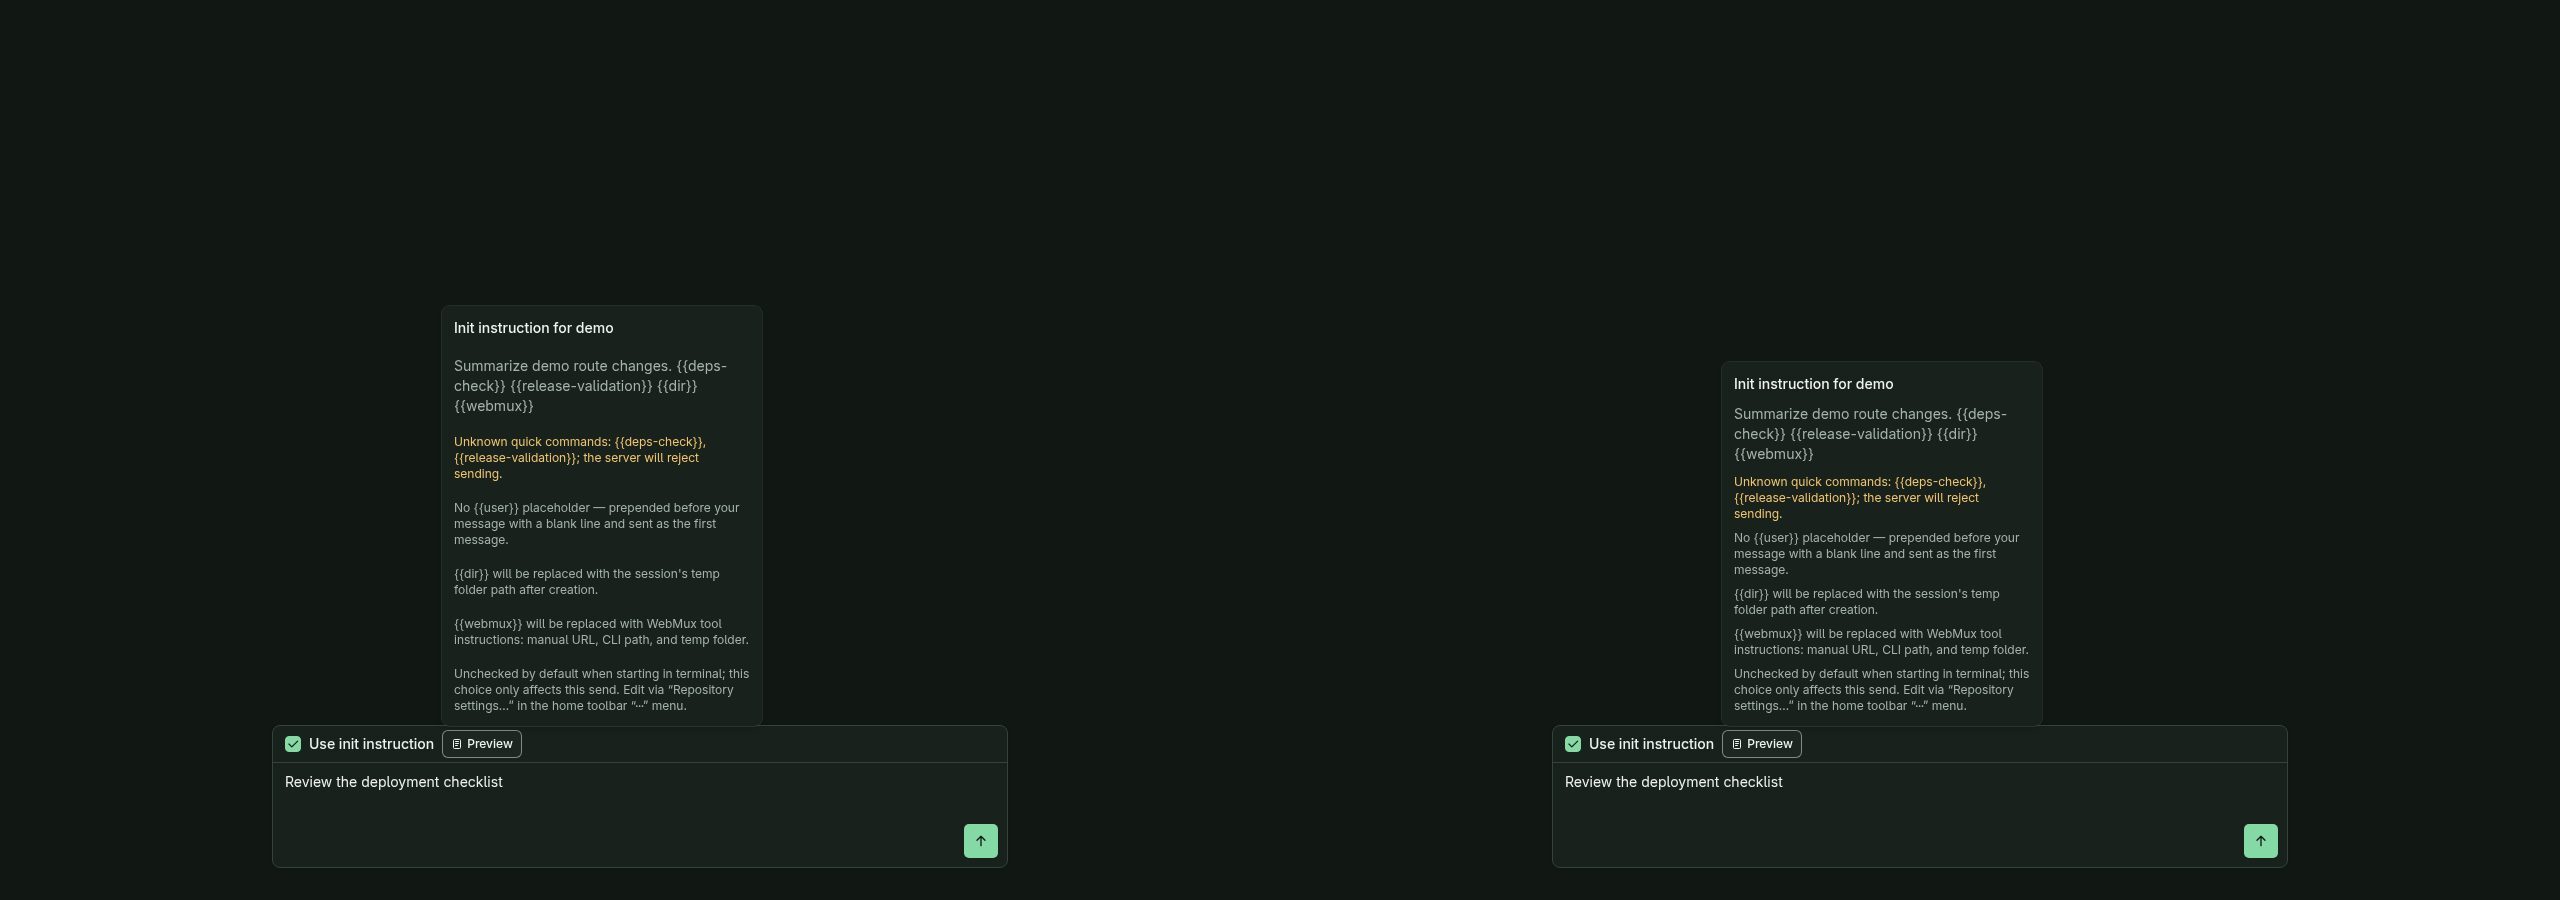 Init instruction for demo
Summarize demo route changes. {{deps-
check}} {{release-validation}} {{dir}}
{{webmux}}
Unknown quick commands: {{deps-check}},
{{release-validation}}; the server will reject
sending.
No {{user}} placeholder — prepended before your
message with a blank line and sent as the first
message.
{{dir}} will be replaced with the session's temp
folder path after creation.
{{webmux}} will be replaced with WebMux tool
instructions: manual URL, CLI path, and temp folder.
Unchecked by default when starting in terminal; this
choice only affects this send. Edit via “Repository
settings…” in the home toolbar “···” menu.
Use init instruction Preview
Review the deployment checklist
Init instruction for demo
Summarize demo route changes. {{deps-
check}} {{release-validation}} {{dir}}
{{webmux}}
Unknown quick commands: {{deps-check}},
{{release-validation}}; the server will reject
sending.
No {{user}} placeholder — prepended before your
message with a blank line and sent as the first
message.
{{dir}} will be replaced with the session's temp
folder path after creation.
{{webmux}} will be replaced with WebMux tool
instructions: manual URL, CLI path, and temp folder.
Unchecked by default when starting in terminal; this
choice only affects this send. Edit via “Repository
settings…” in the home toolbar “···” menu.
Use init instruction Preview
Review the deployment checklist